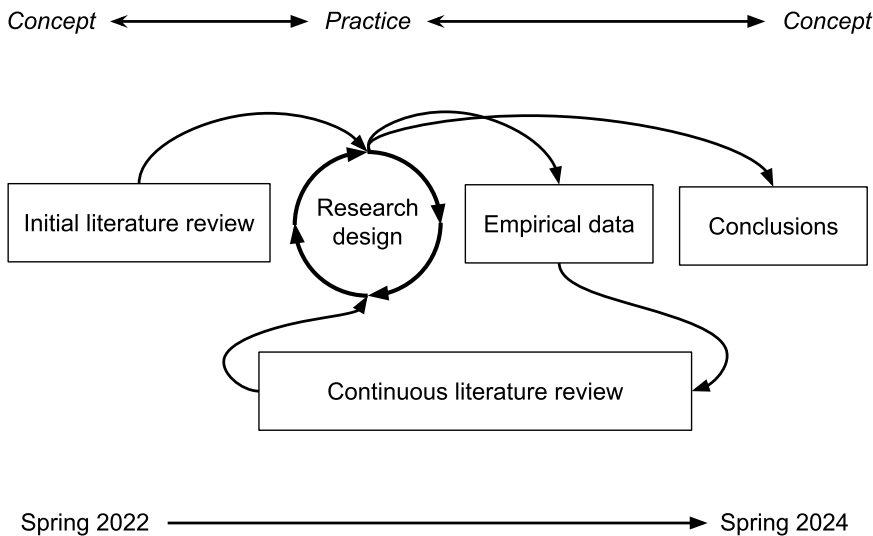 Concept
Practice
Concept
Initial literature review
Research
design
Empirical data
Conclusions
Continuous literature review
Spring 2022
Spring 2024